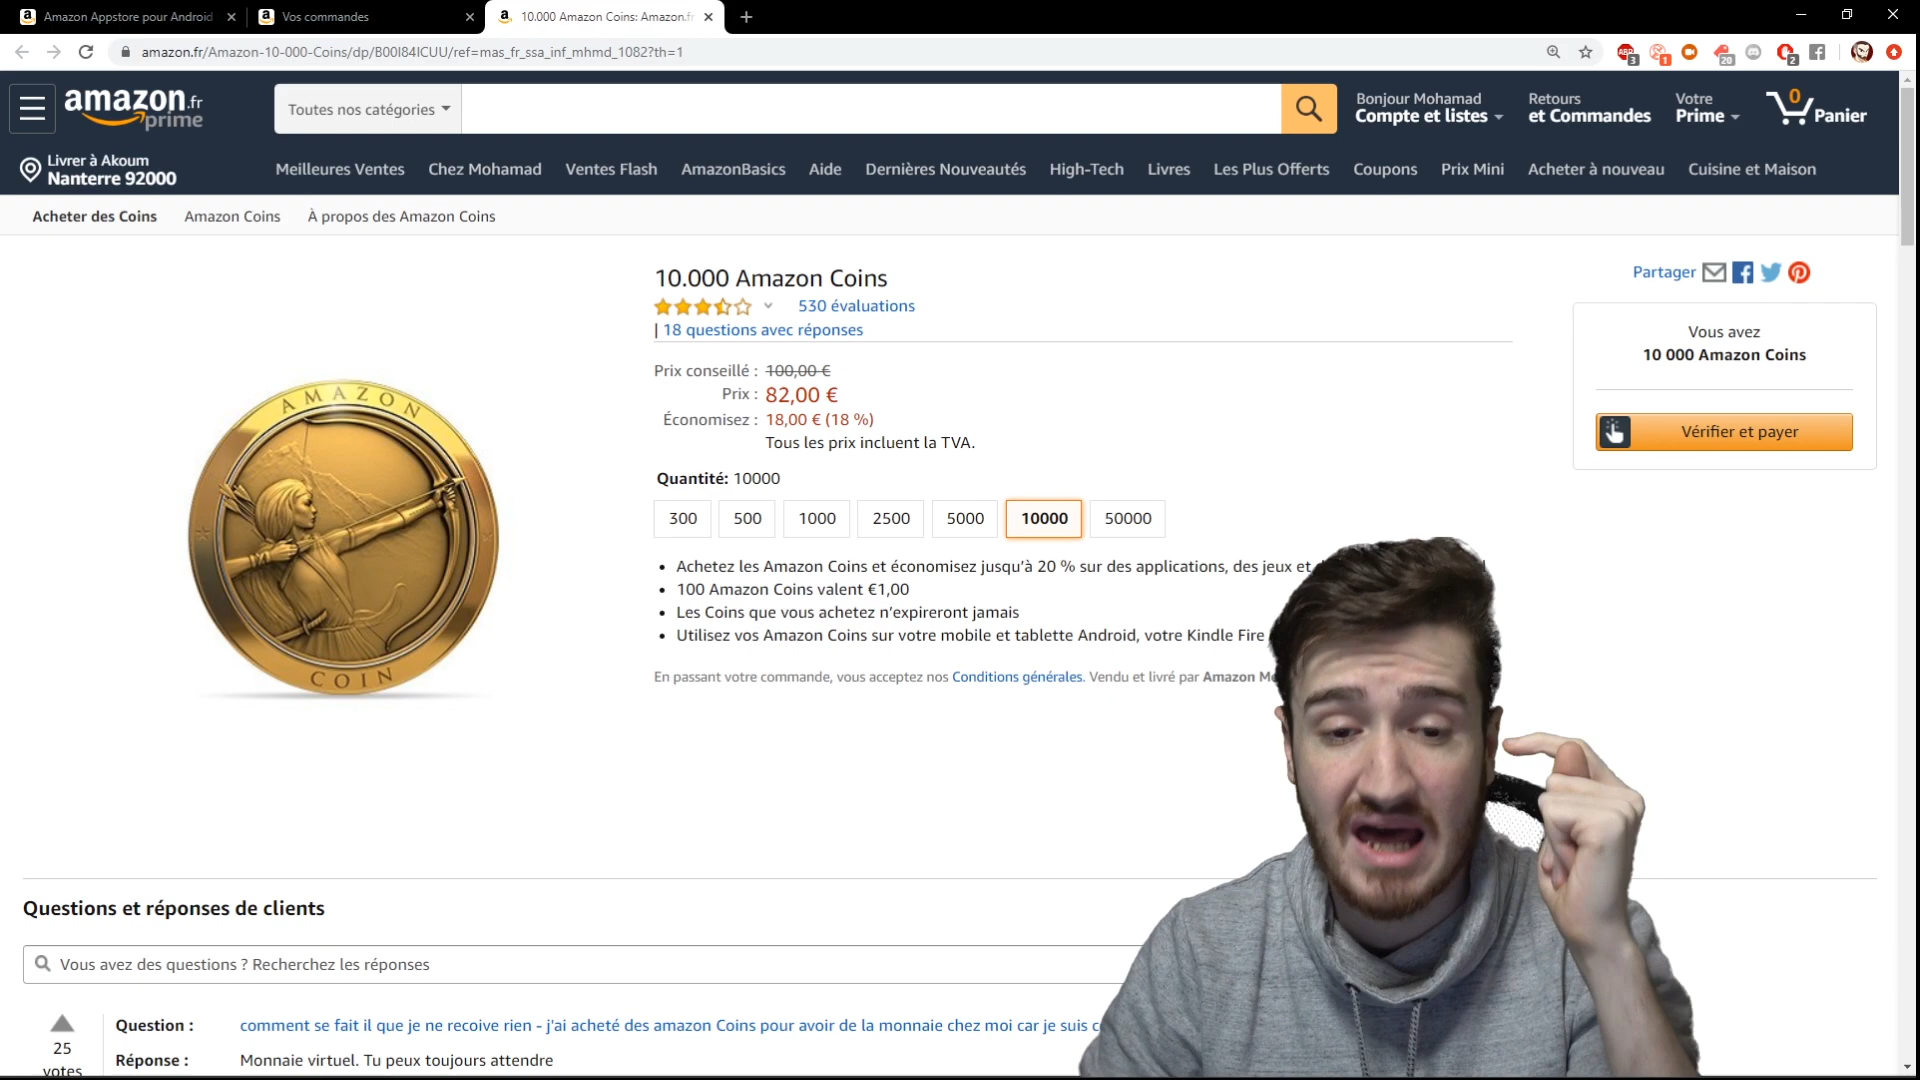 Amazon Appstore pour Android
Vos commandes
10.000 Amazon Coins: Amazon.fr
amazon.fr/Amazon-10-000-Coins/dp/B00I84ICUU/ref=mas_fr_ssa_inf_mhmd_1082?th=1
ABP 3
1
20
2
amazon.fr
prime
Toutes nos catégories
Bonjour Mohamad
Compte et listes
Retours
et Commandes
Votre
Prime
0
Panier
Livrer à Akoum
Nanterre 92000
Meilleures Ventes Chez Mohamad Ventes Flash AmazonBasics Aide Dernières Nouveautés High-Tech Livres Les Plus Offerts Coupons Prix Mini Acheter à nouveau Cuisine et Maison
Acheter des Coins Amazon Coins À propos des Amazon Coins
AMAZON
COIN
10.000 Amazon Coins
530 évaluations
| 18 questions avec réponses
Prix conseillé : 100,00 €
Prix : 82,00 €
Économisez : 18,00 € (18 %)
Tous les prix incluent la TVA.
Quantité: 10000
300 500 1000 2500 5000 10000 50000
• Achetez les Amazon Coins et économisez jusqu'à 20 % sur des applications, des jeux et
• 100 Amazon Coins valent €1,00
• Les Coins que vous achetez n'expireront jamais
• Utilisez vos Amazon Coins sur votre mobile et tablette Android, votre Kindle Fire
En passant votre commande, vous acceptez nos Conditions générales. Vendu et livré par Amazon
Partager
Vous avez
10 000 Amazon Coins
Vérifier et payer
Questions et réponses de clients
Vous avez des questions ? Recherchez les réponses
25
votes
Question : comment se fait il que je ne recoive rien - j'ai acheté des amazon Coins pour avoir de la monnaie chez moi car je suis
Réponse : Monnaie virtuel. Tu peux toujours attendre